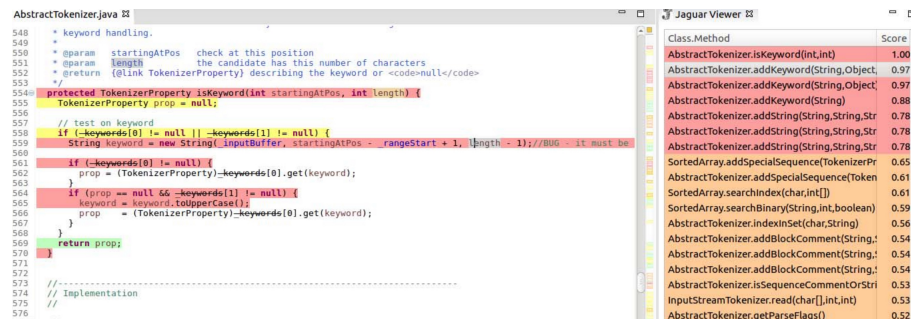 AbstractTokenizer.java
548 * keyword handling.
549 *
550 * @param startingAtPos check at this position
551 * @param length the candidate has this number of characters
552 * @return {@link TokenizerProperty} describing the keyword or <code>null</code>
553 */
554 protected TokenizerProperty isKeyword(int startingAtPos, int length) {
555 TokenizerProperty prop = null;
556
557 // test on keyword
558 if (_keywords[0] != null || _keywords[1] != null) {
559 String keyword = new String(_inputBuffer, startingAtPos - _rangeStart + 1, length - 1);//BUG - it must be
560
561 if (_keywords[0] != null) {
562 prop = (TokenizerProperty)_keywords[0].get(keyword);
563 }
564 if (prop == null && _keywords[1] != null) {
565 keyword = keyword.toUpperCase();
566 prop = (TokenizerProperty)_keywords[0].get(keyword);
567 }
568 }
569 return prop;
570 }
571
572
573 //---------------------------------------------------------------------------
574 // Implementation
575 //
576
Jaguar Viewer
Class.Method Score
AbstractTokenizer.isKeyword(int,int) 1.00
AbstractTokenizer.addKeyword(String,Object, 0.97
AbstractTokenizer.addKeyword(String,Object) 0.97
AbstractTokenizer.addKeyword(String) 0.88
AbstractTokenizer.addString(String,String,Str 0.78
AbstractTokenizer.addString(String,String,Str 0.78
AbstractTokenizer.addString(String,String,Str 0.78
SortedArray.addSpecialSequence(TokenizerPr 0.65
AbstractTokenizer.addSpecialSequence(Token 0.61
SortedArray.searchIndex(char,int[]) 0.61
SortedArray.searchBinary(String,int,boolean) 0.59
AbstractTokenizer.indexInSet(char,String) 0.56
AbstractTokenizer.addBlockComment(String,S 0.54
AbstractTokenizer.addBlockComment(String,S 0.54
AbstractTokenizer.addBlockComment(String,S 0.54
AbstractTokenizer.isSequenceCommentOrStri 0.53
InputStreamTokenizer.read(char[],int,int) 0.53
AbstractTokenizer.getParseFlags() 0.52